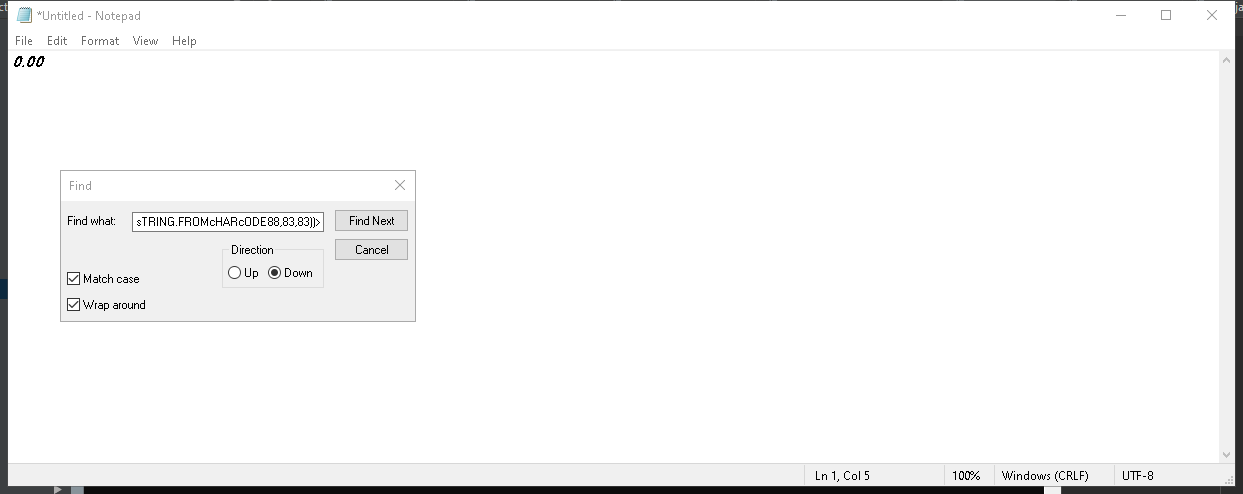 *Untitled - Notepad
File Edit Format View Help
0.00
Find
Find what: sTRING.FROMcHARcODE88,83,83))> Find Next
Direction Cancel
Up Down
Match case
Wrap around
Ln 1, Col 5 100% Windows (CRLF) UTF-8